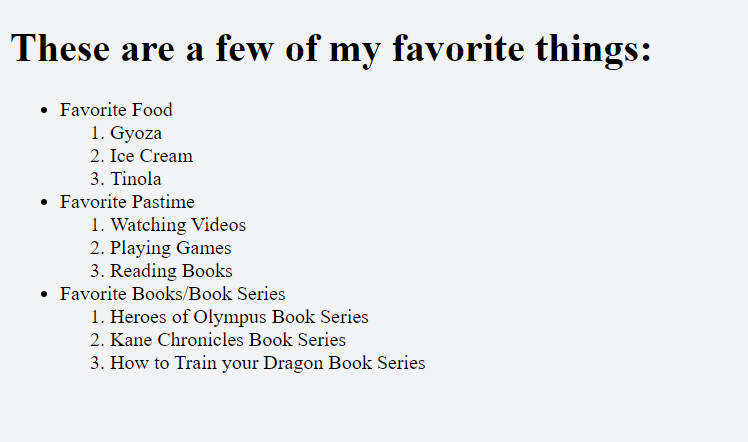 These are a few of my favorite things:
• Favorite Food
1. Gyoza
2. Ice Cream
3. Tinola
• Favorite Pastime
1. Watching Videos
2. Playing Games
3. Reading Books
• Favorite Books/Book Series
1. Heroes of Olympus Book Series
2. Kane Chronicles Book Series
3. How to Train your Dragon Book Series